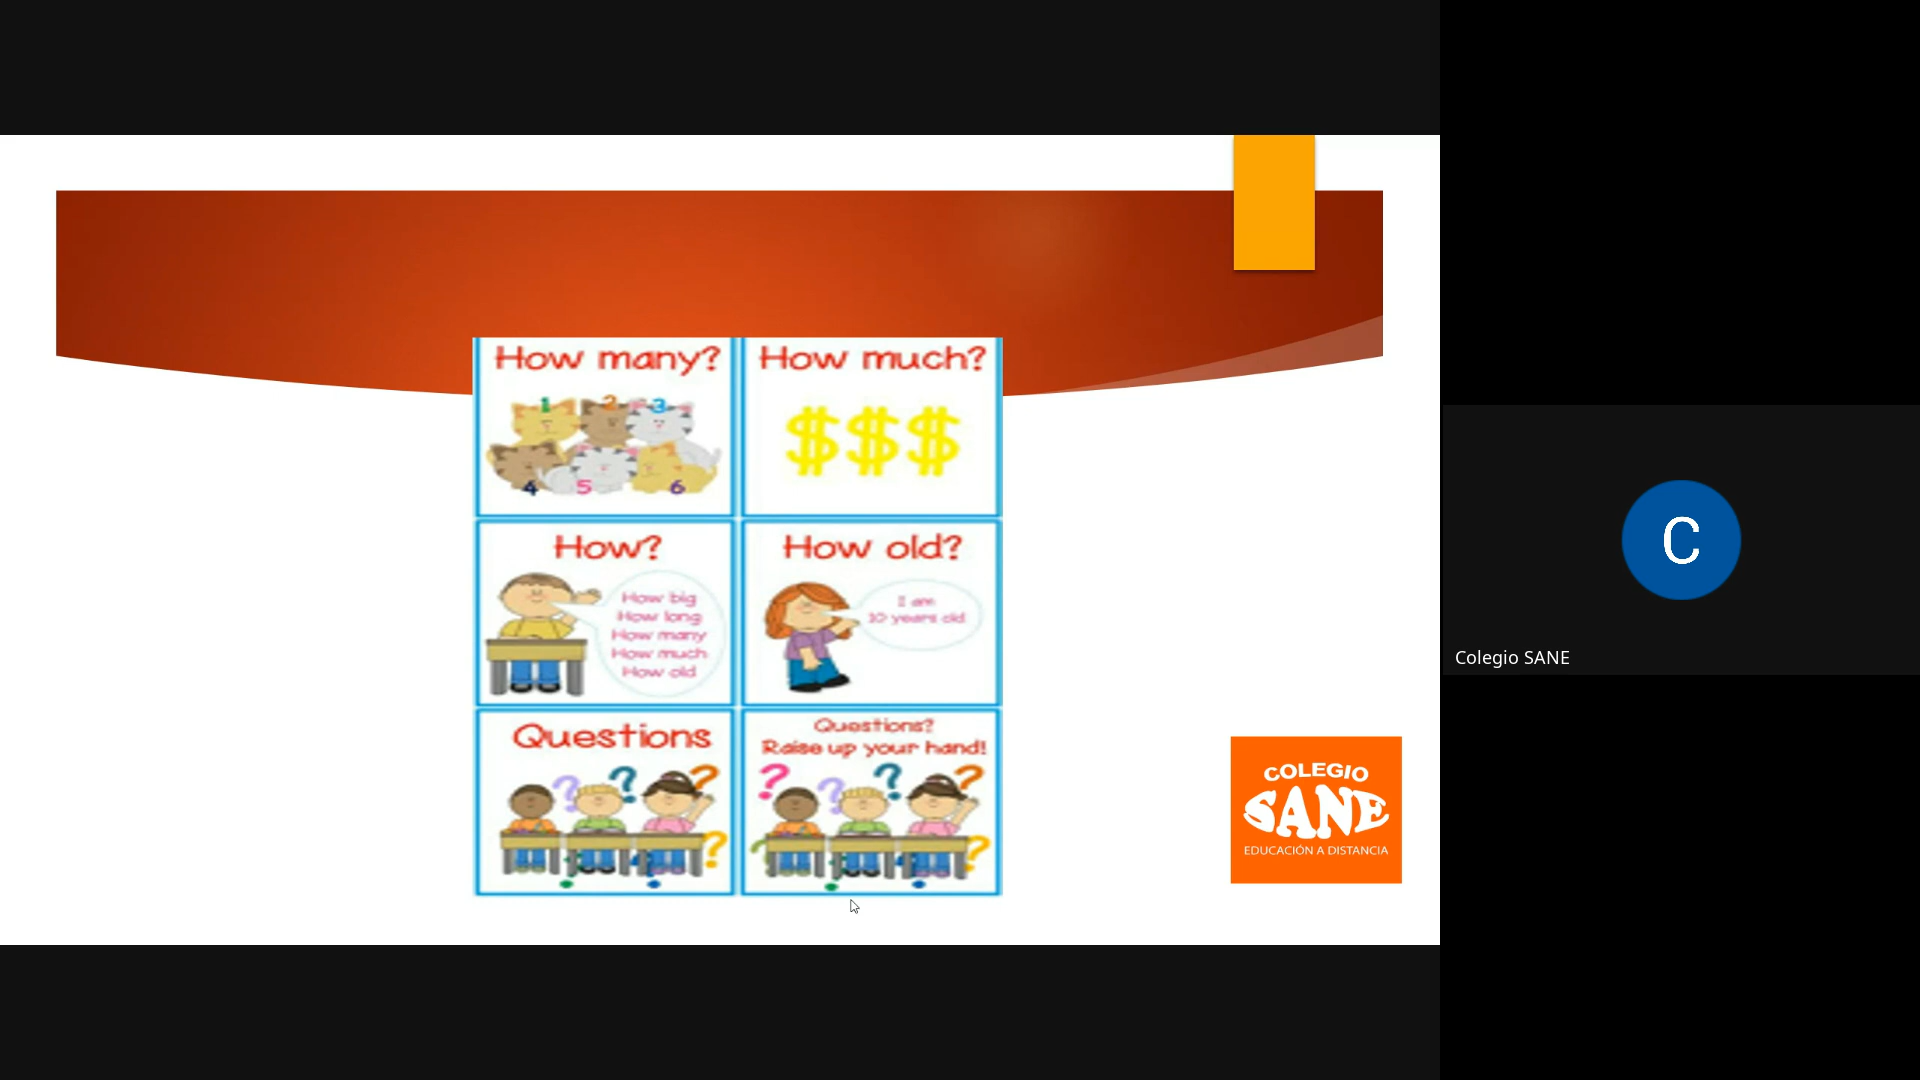 How many?
1 2 3
4 5 6
How much?
$$$
How?
How big
How long
How many
How much
How old
How old?
I am
10 years old
Questions
? ? ?
?
Questions?
Raise up your hand!
? ? ? ?
? ?
COLEGIO
SANE
EDUCACIÓN A DISTANCIA
C
Colegio SANE